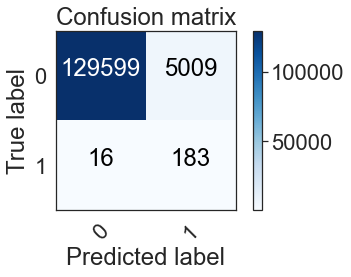 Confusion matrix
True label
0
129599 5009
1
16 183
0 1
Predicted label
100000
50000